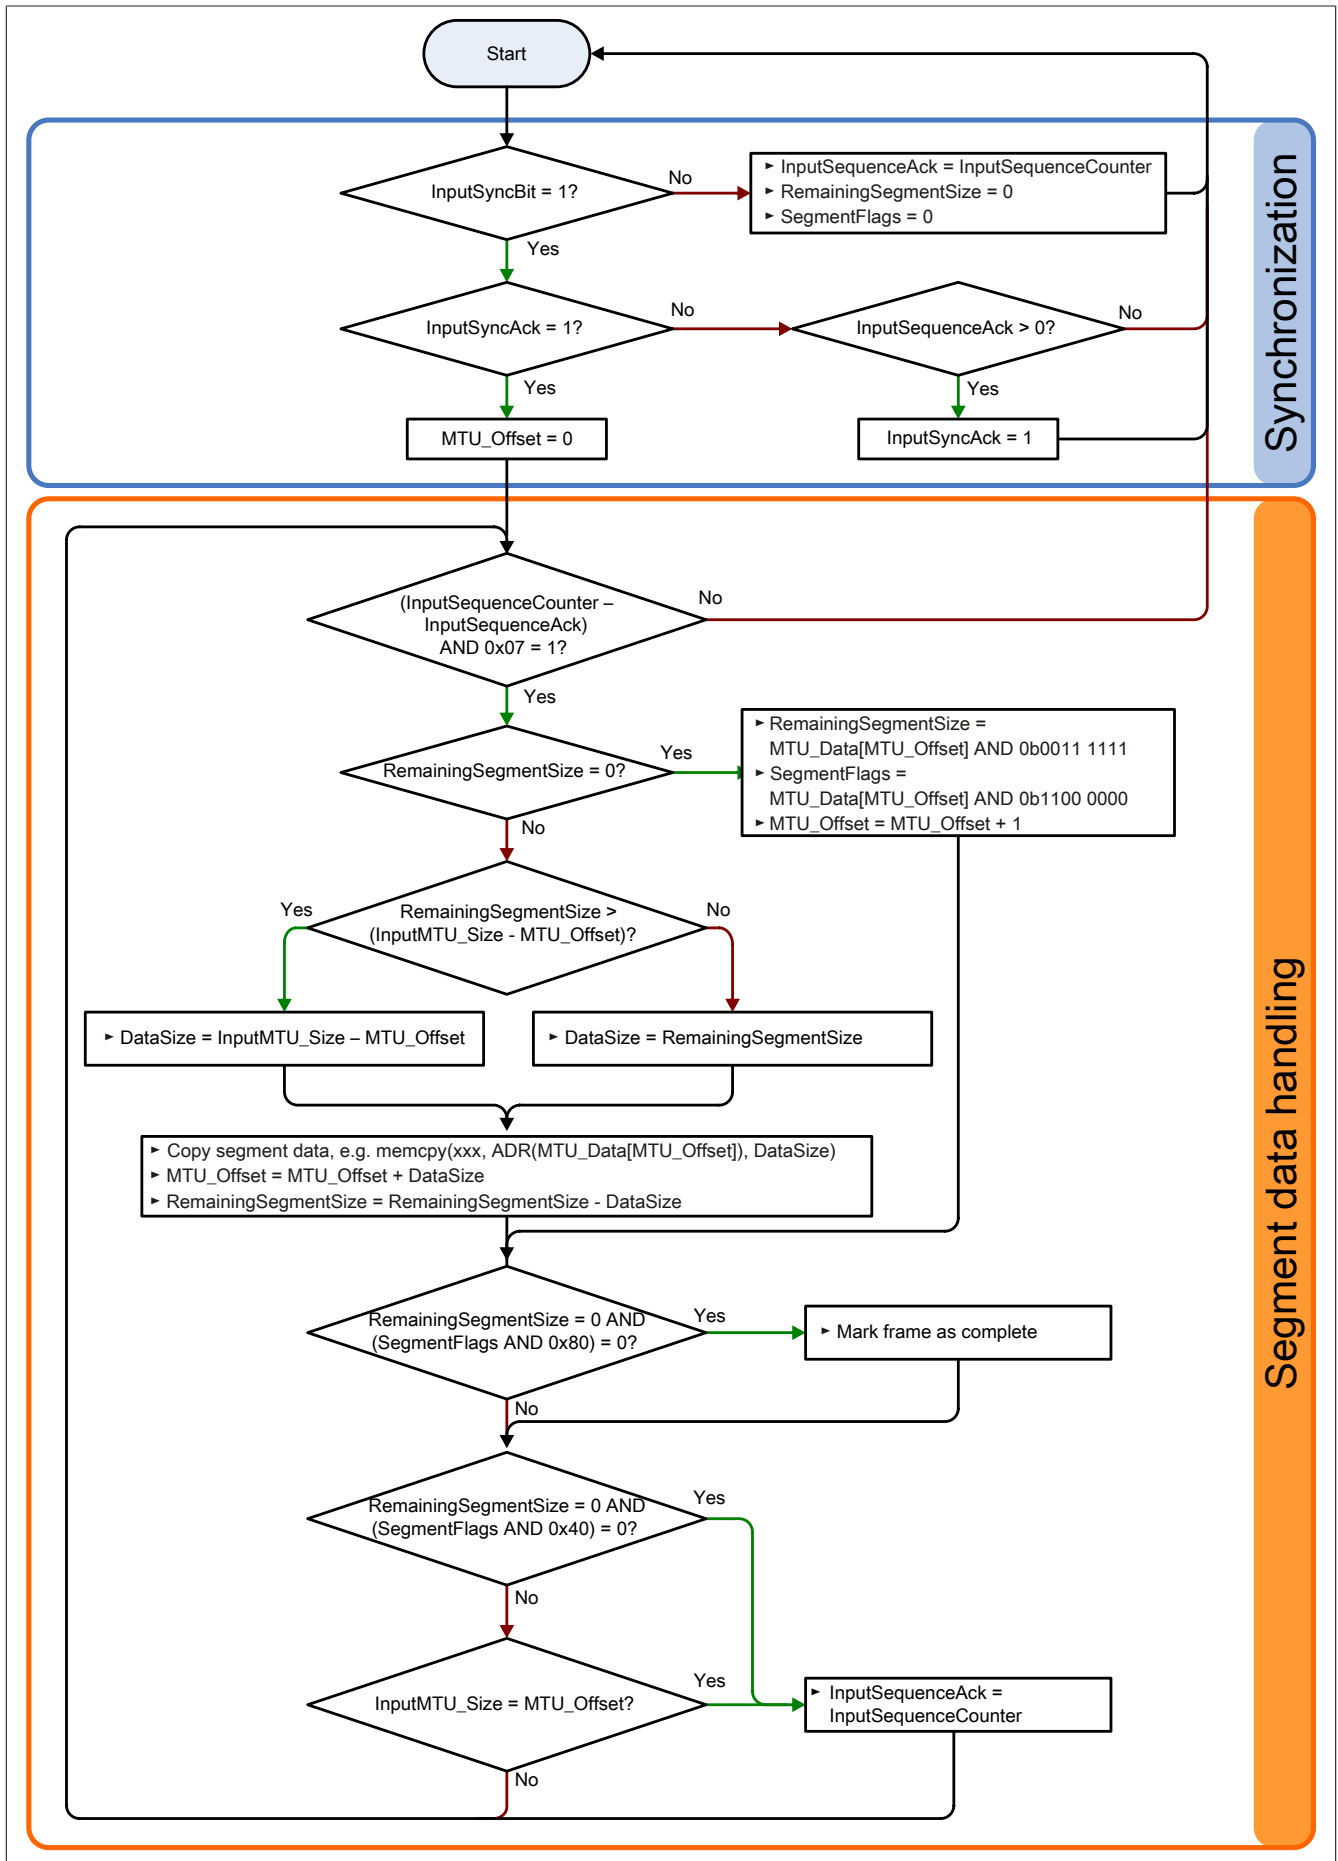 Start
InputSyncBit = 1?
No
► InputSequenceAck = InputSequenceCounter
► RemainingSegmentSize = 0
► SegmentFlags = 0
Yes
InputSyncAck = 1?
No
InputSequenceAck > 0?
No
Yes
Yes
MTU_Offset = 0
InputSyncAck = 1
Synchronization
(InputSequenceCounter –
InputSequenceAck)
AND 0x07 = 1?
No
Yes
RemainingSegmentSize = 0?
Yes
► RemainingSegmentSize =
MTU_Data[MTU_Offset] AND 0b0011 1111
► SegmentFlags =
MTU_Data[MTU_Offset] AND 0b1100 0000
► MTU_Offset = MTU_Offset + 1
No
RemainingSegmentSize >
(InputMTU_Size - MTU_Offset)?
Yes
No
► DataSize = InputMTU_Size – MTU_Offset
► DataSize = RemainingSegmentSize
► Copy segment data, e.g. memcpy(xxx, ADR(MTU_Data[MTU_Offset]), DataSize)
► MTU_Offset = MTU_Offset + DataSize
► RemainingSegmentSize = RemainingSegmentSize - DataSize
RemainingSegmentSize = 0 AND
(SegmentFlags AND 0x80) = 0?
Yes
► Mark frame as complete
No
RemainingSegmentSize = 0 AND
(SegmentFlags AND 0x40) = 0?
Yes
No
InputMTU_Size = MTU_Offset?
Yes
► InputSequenceAck =
InputSequenceCounter
No
Segment data handling